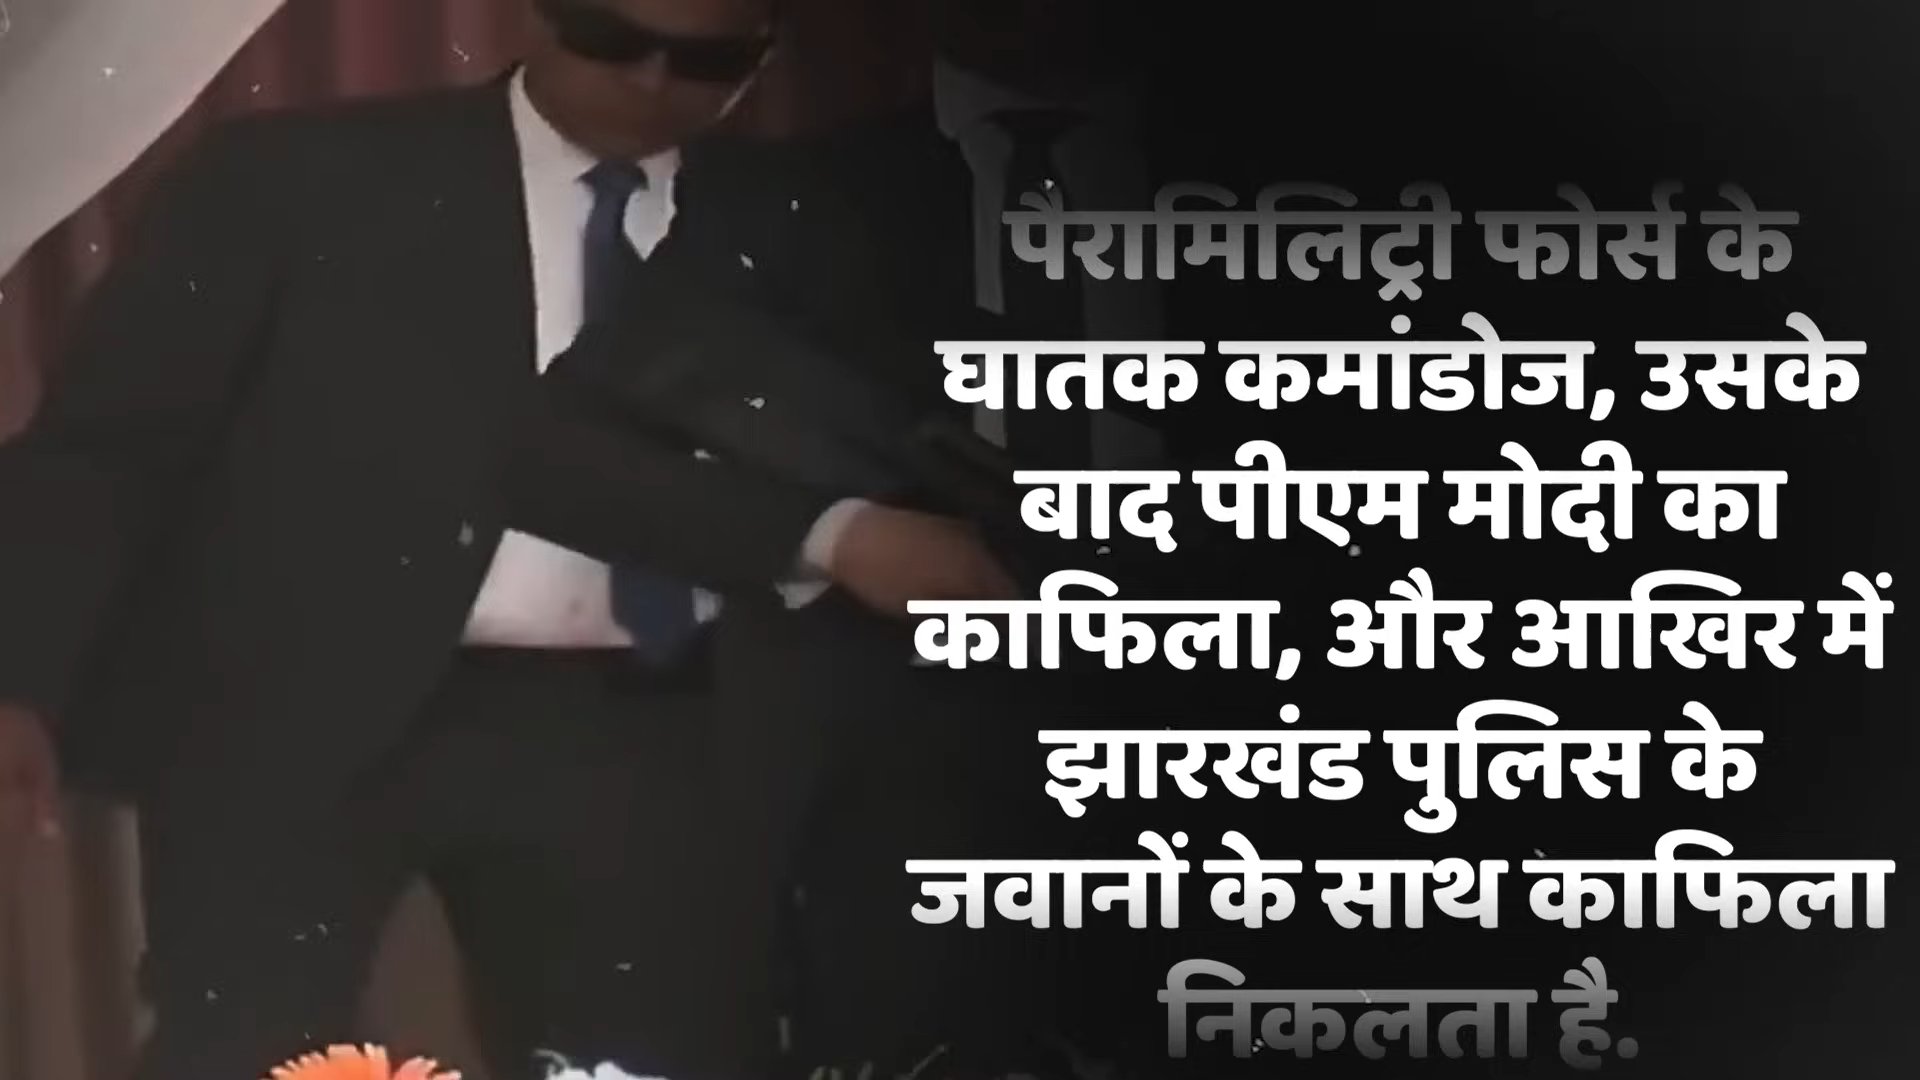 पैरामिलिट्री फोर्स के
घातक कमांडोज, उसके
बाद पीएम मोदी का
काफिला, और आखिर में
झारखंड पुलिस के
जवानों के साथ काफिला
निकलता है.